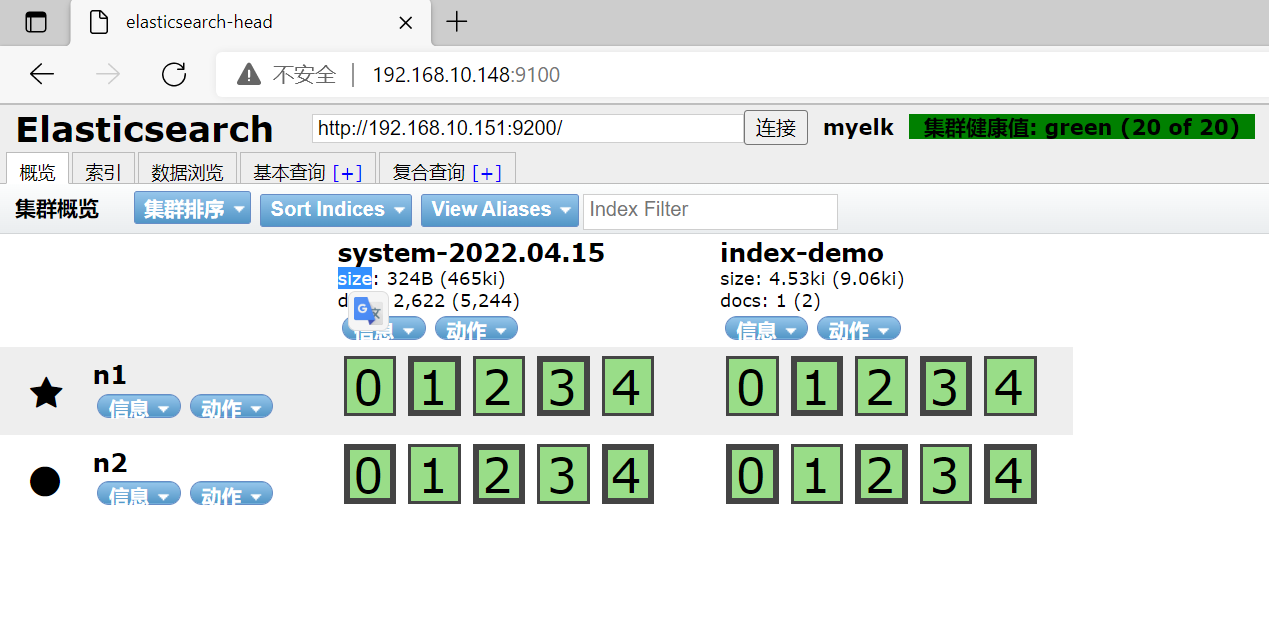 elasticsearch-head
不安全 | 192.168.10.148:9100
Elasticsearch http://192.168.10.151:9200/ 连接 myelk 集群健康值: green (20 of 20)
概览 索引 数据浏览 基本查询 [+] 复合查询 [+]
集群概览 集群排序 Sort Indices View Aliases Index Filter
system-2022.04.15 index-demo
size: 324B (465ki) size: 4.53ki (9.06ki)
2,622 (5,244) docs: 1 (2)
信息 动作 信息 动作
n1 0 1 2 3 4 0 1 2 3 4
信息 动作
n2 0 1 2 3 4 0 1 2 3 4
信息 动作